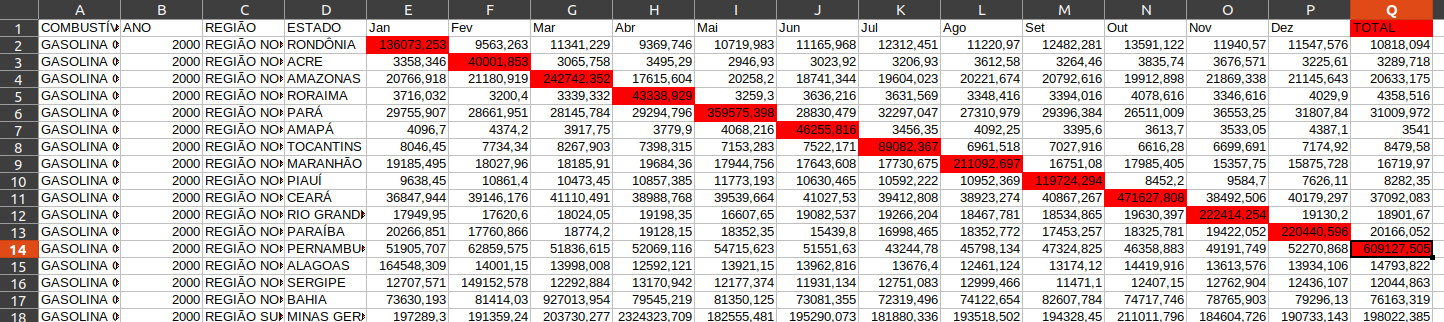 A B C D E F G H I J K L M N O P Q
1 COMBUSTÍV ANO REGIÃO ESTADO Jan Fev Mar Abr Mai Jun Jul Ago Set Out Nov Dez TOTAL
2 GASOLINA 2000 REGIÃO NO RONDÔNIA 136073,253 9563,263 11341,229 9369,746 10719,983 11165,968 12312,451 11220,97 12482,281 13591,122 11940,57 11547,576 10818,094
3 GASOLINA 2000 REGIÃO NO ACRE 3358,346 40001,853 3065,758 3495,29 2946,93 3023,92 3206,93 3612,58 3264,46 3835,74 3676,571 3225,61 3289,718
4 GASOLINA 2000 REGIÃO NO AMAZONAS 20766,918 21180,919 242742,352 17615,604 20258,2 18741,344 19604,023 20221,674 20792,616 19912,898 21869,338 21145,643 20633,175
5 GASOLINA 2000 REGIÃO NO RORAIMA 3716,032 3200,4 3339,332 43338,929 3259,3 3636,216 3631,569 3348,416 3394,016 4078,616 3346,616 4029,9 4358,516
6 GASOLINA 2000 REGIÃO NO PARÁ 29755,907 28661,951 28145,784 29294,796 359575,398 28830,479 32297,047 27310,979 29396,384 26511,009 36553,25 31807,84 31009,972
7 GASOLINA 2000 REGIÃO NO AMAPÁ 4096,7 4374,2 3917,75 3779,9 4068,216 46255,816 3456,35 4092,25 3395,6 3613,7 3533,05 4387,1 3541
8 GASOLINA 2000 REGIÃO NO TOCANTINS 8046,45 7734,34 8267,903 7398,315 7153,283 7522,171 89082,367 6961,518 7027,916 6616,28 6699,691 7174,92 8479,58
9 GASOLINA 2000 REGIÃO NO MARANHÃO 19185,495 18027,96 18185,91 19684,36 17944,756 17643,608 17730,675 211092,697 16751,08 17985,405 15357,75 15875,728 16719,97
10 GASOLINA 2000 REGIÃO NO PIAUÍ 9638,45 10861,4 10473,45 10857,385 11773,193 10630,465 10592,222 10952,369 119724,294 8452,2 9584,7 7626,11 8282,35
11 GASOLINA 2000 REGIÃO NO CEARÁ 36847,944 39146,176 41110,491 38988,768 39539,664 41027,53 39412,808 38923,274 40867,267 471627,808 38492,506 40179,297 37092,083
12 GASOLINA 2000 REGIÃO NO RIO GRAND 17949,95 17620,6 18024,05 19198,35 16607,65 19082,537 19266,204 18467,781 18534,865 19630,397 222414,254 19130,2 18901,67
13 GASOLINA 2000 REGIÃO NO PARAÍBA 20266,851 17760,866 18774,2 19128,15 18352,35 15439,8 16998,465 18352,772 17453,257 18325,781 19422,052 220440,596 20166,052
14 GASOLINA 2000 REGIÃO NO PERNAMBU 51905,707 62859,575 51836,615 52069,116 54715,623 51551,63 43244,78 45798,134 47324,825 46358,883 49191,749 52270,868 609127,505
15 GASOLINA 2000 REGIÃO NO ALAGOAS 164548,309 14001,15 13998,008 12592,121 13921,15 13962,816 13676,4 12461,124 13174,12 14419,916 13613,576 13934,106 14793,822
16 GASOLINA 2000 REGIÃO NO SERGIPE 12707,571 149152,578 12292,884 13170,942 12177,374 11931,134 12751,083 12999,466 11471,1 12407,15 12762,904 12436,107 12044,863
17 GASOLINA 2000 REGIÃO NO BAHIA 73630,193 81414,03 927013,954 79545,219 81350,125 73081,355 72319,496 74122,654 82607,784 74717,746 78765,903 79296,13 76163,319
18 GASOLINA 2000 REGIÃO SU MINAS GER 197289,3 191359,24 203730,277 2324323,709 182555,481 195290,073 181880,336 193518,502 194328,45 211011,796 184604,726 190733,143 198022,385